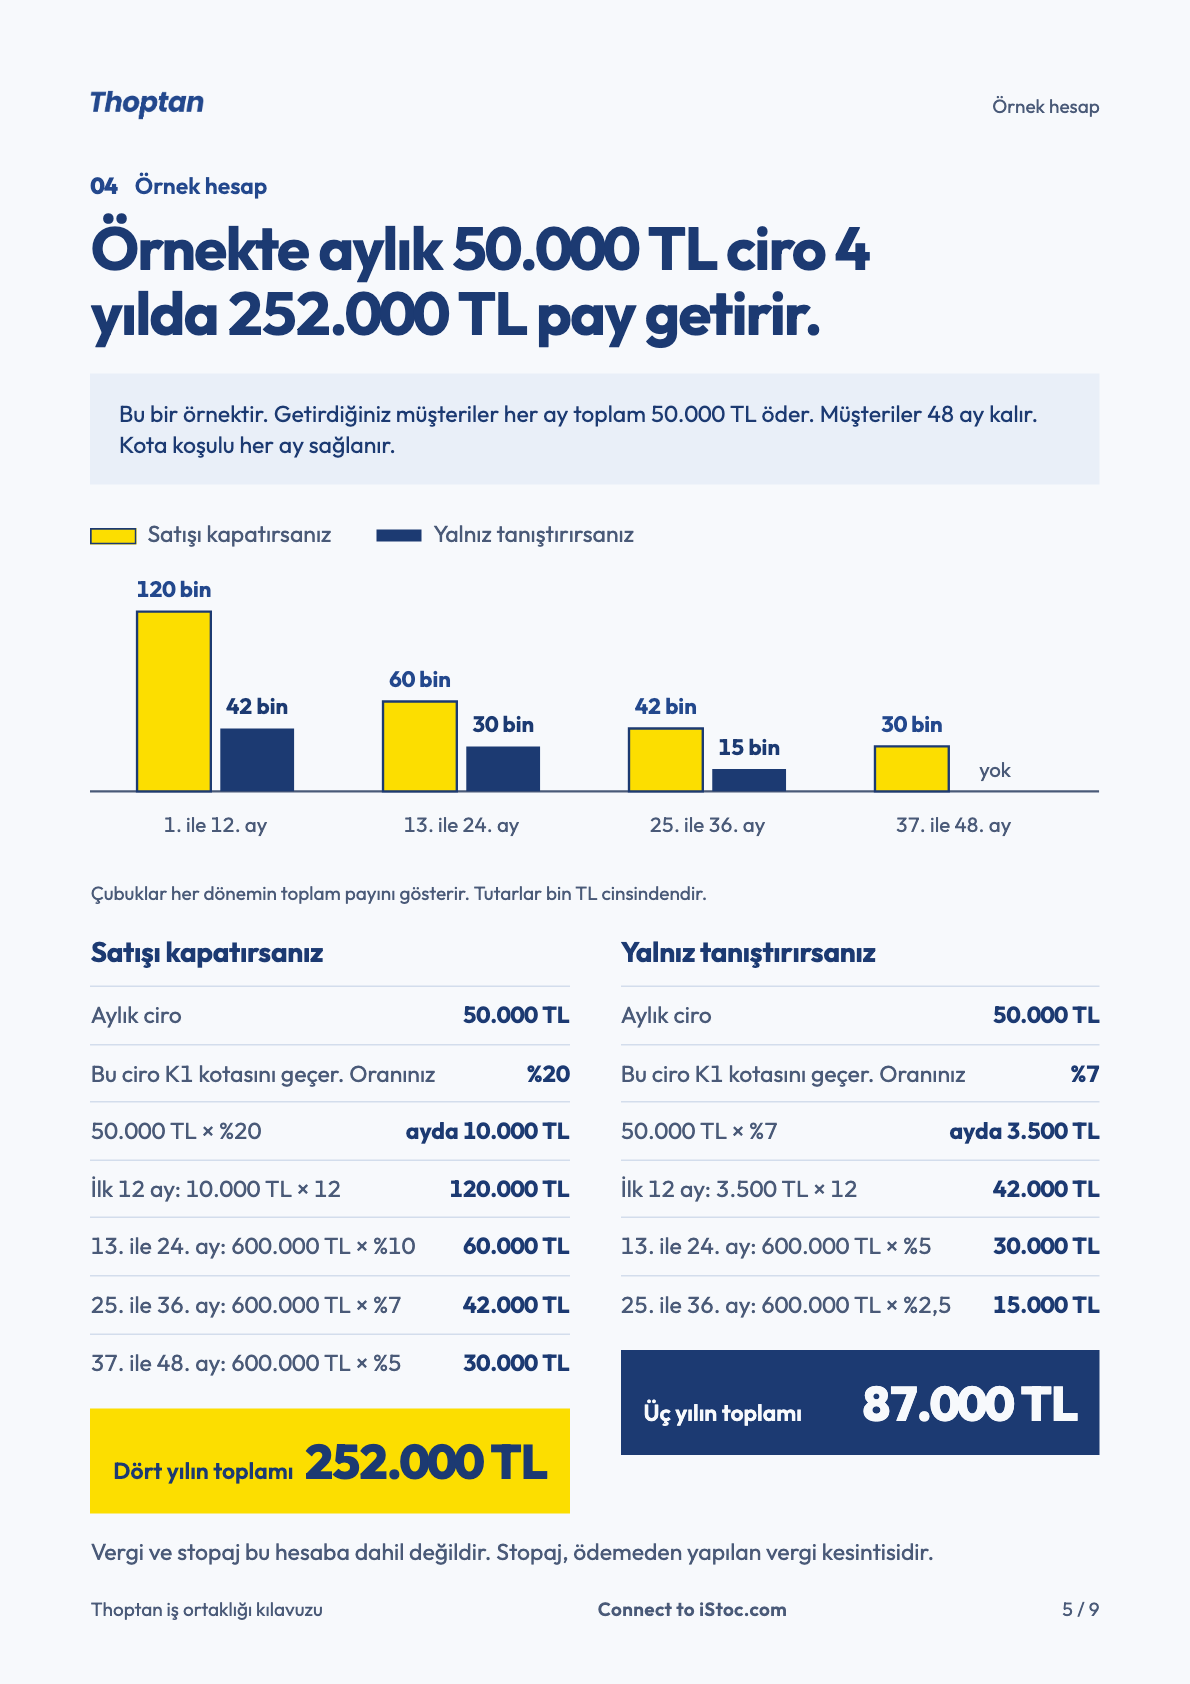 Thoptan
Örnek hesap
04 Örnek hesap
Örnekte aylık 50.000 TL ciro 4
yılda 252.000 TL pay getirir.
Bu bir örnektir. Getirdiğiniz müşteriler her ay toplam 50.000 TL öder. Müşteriler 48 ay kalır.
Kota koşulu her ay sağlanır.
Satışı kapatırsanız
Yalnız tanıştırırsanız
120 bin
42 bin
60 bin
30 bin
42 bin
15 bin
30 bin
yok
1. ile 12. ay
13. ile 24. ay
25. ile 36. ay
37. ile 48. ay
Çubuklar her dönemin toplam payını gösterir. Tutarlar bin TL cinsindendir.
Satışı kapatırsanız
Aylık ciro 50.000 TL
Bu ciro K1 kotasını geçer. Oranınız %20
50.000 TL × %20 ayda 10.000 TL
İlk 12 ay: 10.000 TL × 12 120.000 TL
13. ile 24. ay: 600.000 TL × %10 60.000 TL
25. ile 36. ay: 600.000 TL × %7 42.000 TL
37. ile 48. ay: 600.000 TL × %5 30.000 TL
Dört yılın toplamı 252.000 TL
Yalnız tanıştırırsanız
Aylık ciro 50.000 TL
Bu ciro K1 kotasını geçer. Oranınız %7
50.000 TL × %7 ayda 3.500 TL
İlk 12 ay: 3.500 TL × 12 42.000 TL
13. ile 24. ay: 600.000 TL × %5 30.000 TL
25. ile 36. ay: 600.000 TL × %2,5 15.000 TL
Üç yılın toplamı 87.000 TL
Vergi ve stopaj bu hesaba dahil değildir. Stopaj, ödemeden yapılan vergi kesintisidir.
Thoptan iş ortaklığı kılavuzu
Connect to iStoc.com
5 / 9